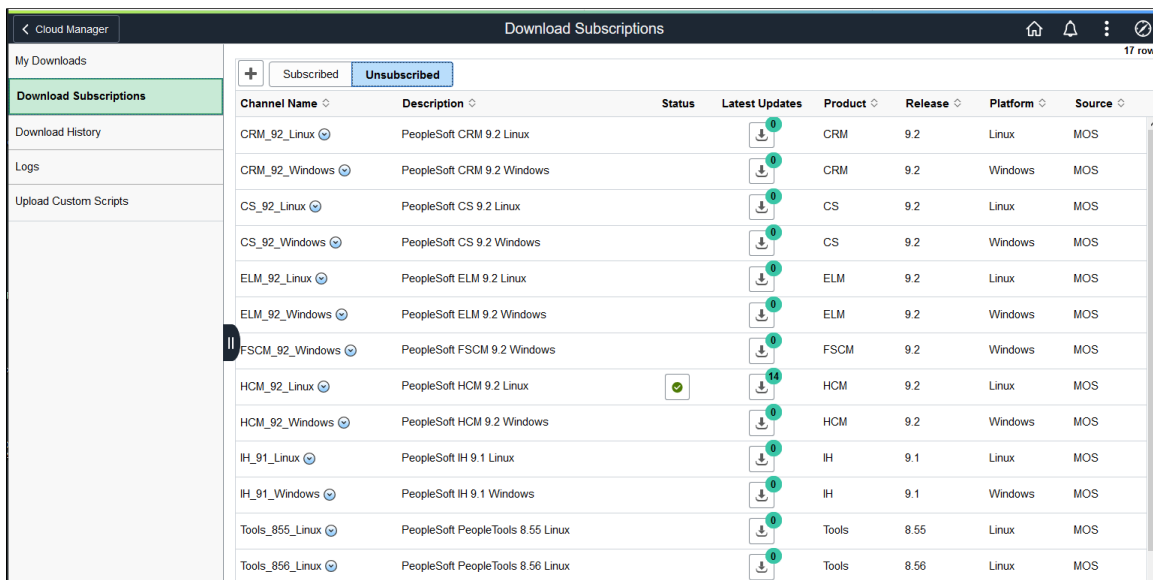 Cloud Manager
Download Subscriptions
17 row
My Downloads
Download Subscriptions
Download History
Logs
Upload Custom Scripts
Subscribed Unsubscribed
Channel Name Description Status Latest Updates Product Release Platform Source
CRM_92_Linux PeopleSoft CRM 9.2 Linux 0 CRM 9.2 Linux MOS
CRM_92_Windows PeopleSoft CRM 9.2 Windows 0 CRM 9.2 Windows MOS
CS_92_Linux PeopleSoft CS 9.2 Linux 0 CS 9.2 Linux MOS
CS_92_Windows PeopleSoft CS 9.2 Windows 0 CS 9.2 Windows MOS
ELM_92_Linux PeopleSoft ELM 9.2 Linux 0 ELM 9.2 Linux MOS
ELM_92_Windows PeopleSoft ELM 9.2 Windows 0 ELM 9.2 Windows MOS
FSCM_92_Windows PeopleSoft FSCM 9.2 Windows 0 FSCM 9.2 Windows MOS
HCM_92_Linux PeopleSoft HCM 9.2 Linux 14 HCM 9.2 Linux MOS
HCM_92_Windows PeopleSoft HCM 9.2 Windows 0 HCM 9.2 Windows MOS
IH_91_Linux PeopleSoft IH 9.1 Linux 0 IH 9.1 Linux MOS
IH_91_Windows PeopleSoft IH 9.1 Windows 0 IH 9.1 Windows MOS
Tools_855_Linux PeopleSoft PeopleTools 8.55 Linux 0 Tools 8.55 Linux MOS
Tools_856_Linux PeopleSoft PeopleTools 8.56 Linux 0 Tools 8.56 Linux MOS